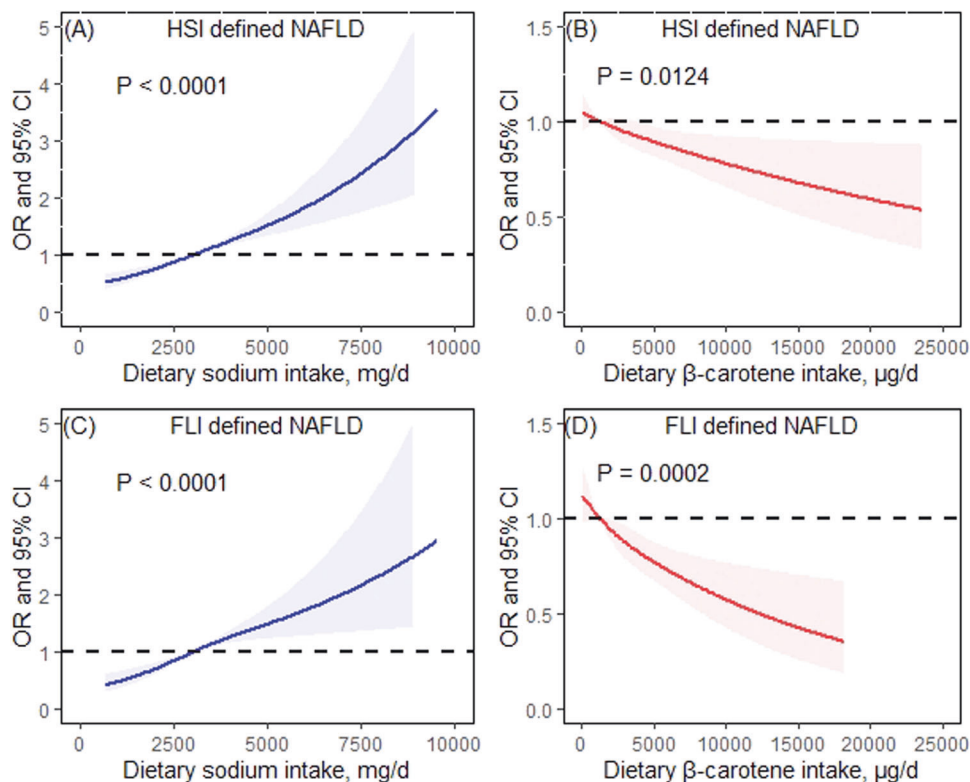 (A) HSI defined NAFLD
P < 0.0001
OR and 95% CI
5
4
3
2
1
0
0 2500 5000 7500 10000
Dietary sodium intake, mg/d
(B) HSI defined NAFLD
P = 0.0124
OR and 95% CI
1.5
1.0
0.5
0.0
0 5000 10000 15000 20000 25000
Dietary β-carotene intake, µg/d
(C) FLI defined NAFLD
P < 0.0001
OR and 95% CI
5
4
3
2
1
0
0 2500 5000 7500 10000
Dietary sodium intake, mg/d
(D) FLI defined NAFLD
P = 0.0002
OR and 95% CI
1.5
1.0
0.5
0.0
0 5000 10000 15000 20000 25000
Dietary β-carotene intake, µg/d